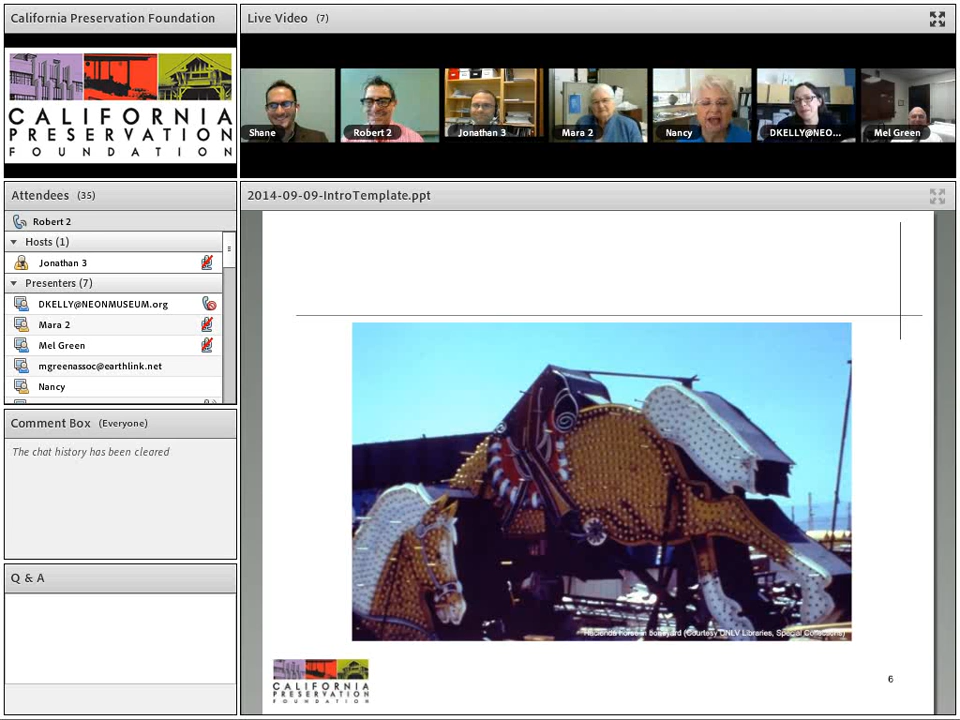 California Preservation Foundation
CALIFORNIA
PRESERVATION
FOUNDATION
Live Video (7)
Shane
Robert 2
Jonathan 3
Mara 2
Nancy
DKELLY@NEO...
Mel Green
Attendees (35)
Robert 2
Hosts (1)
Jonathan 3
Presenters (7)
DKELLY@NEONMUSEUM.org
Mara 2
Mel Green
mgreenassoc@earthlink.net
Nancy
Comment Box (Everyone)
The chat history has been cleared
Q & A
2014-09-09-IntroTemplate.ppt
Hacienda horse in boneyard (Courtesy UNLV Libraries, Special Collections)
CALIFORNIA
PRESERVATION
FOUNDATION
6